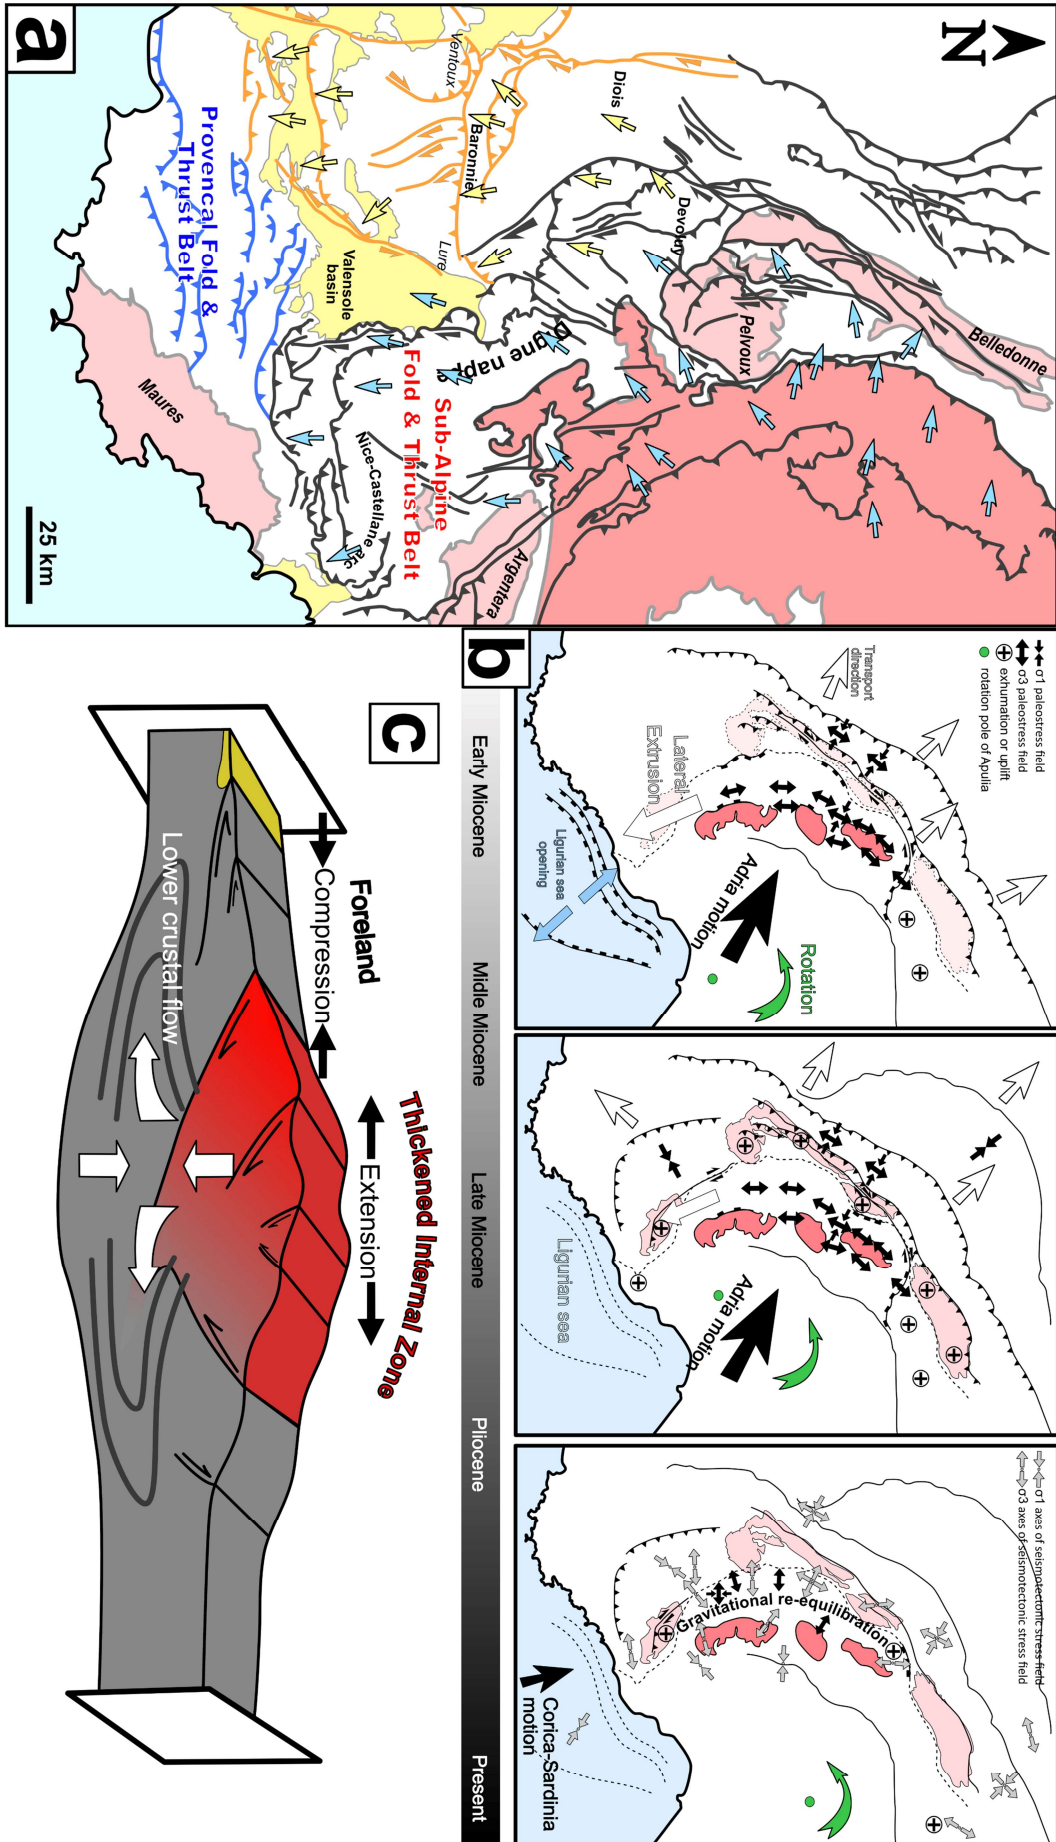 a
N
Ventoux
Diois
Baronnie
Devoluy
Lure
Provencal Fold &
Thrust Belt
Valensole
basin
Digne nappe
Pelvoux
Belledonne
Sub-Alpine
Fold & Thrust Belt
Maures
Nice-Castellane arc
Argentera
25 km
b
σ1 paleostress field
σ3 paleostress field
exhumation or uplift
rotation pole of Apulia
Transport
direction
Lateral
Extrusion
Ligurian sea
opening
Adria motion
Rotation
Adria motion
Ligurian sea
σ1 axes of seismotectonic stress field
σ3 axes of seismotectonic stress field
Gravitational re-equilibration
Corica-Sardinia
motion
Early Miocene
Midle Miocene
Late Miocene
Pliocene
Present
c
Foreland
Compression
Thickened Internal Zone
Extension
Lower crustal flow